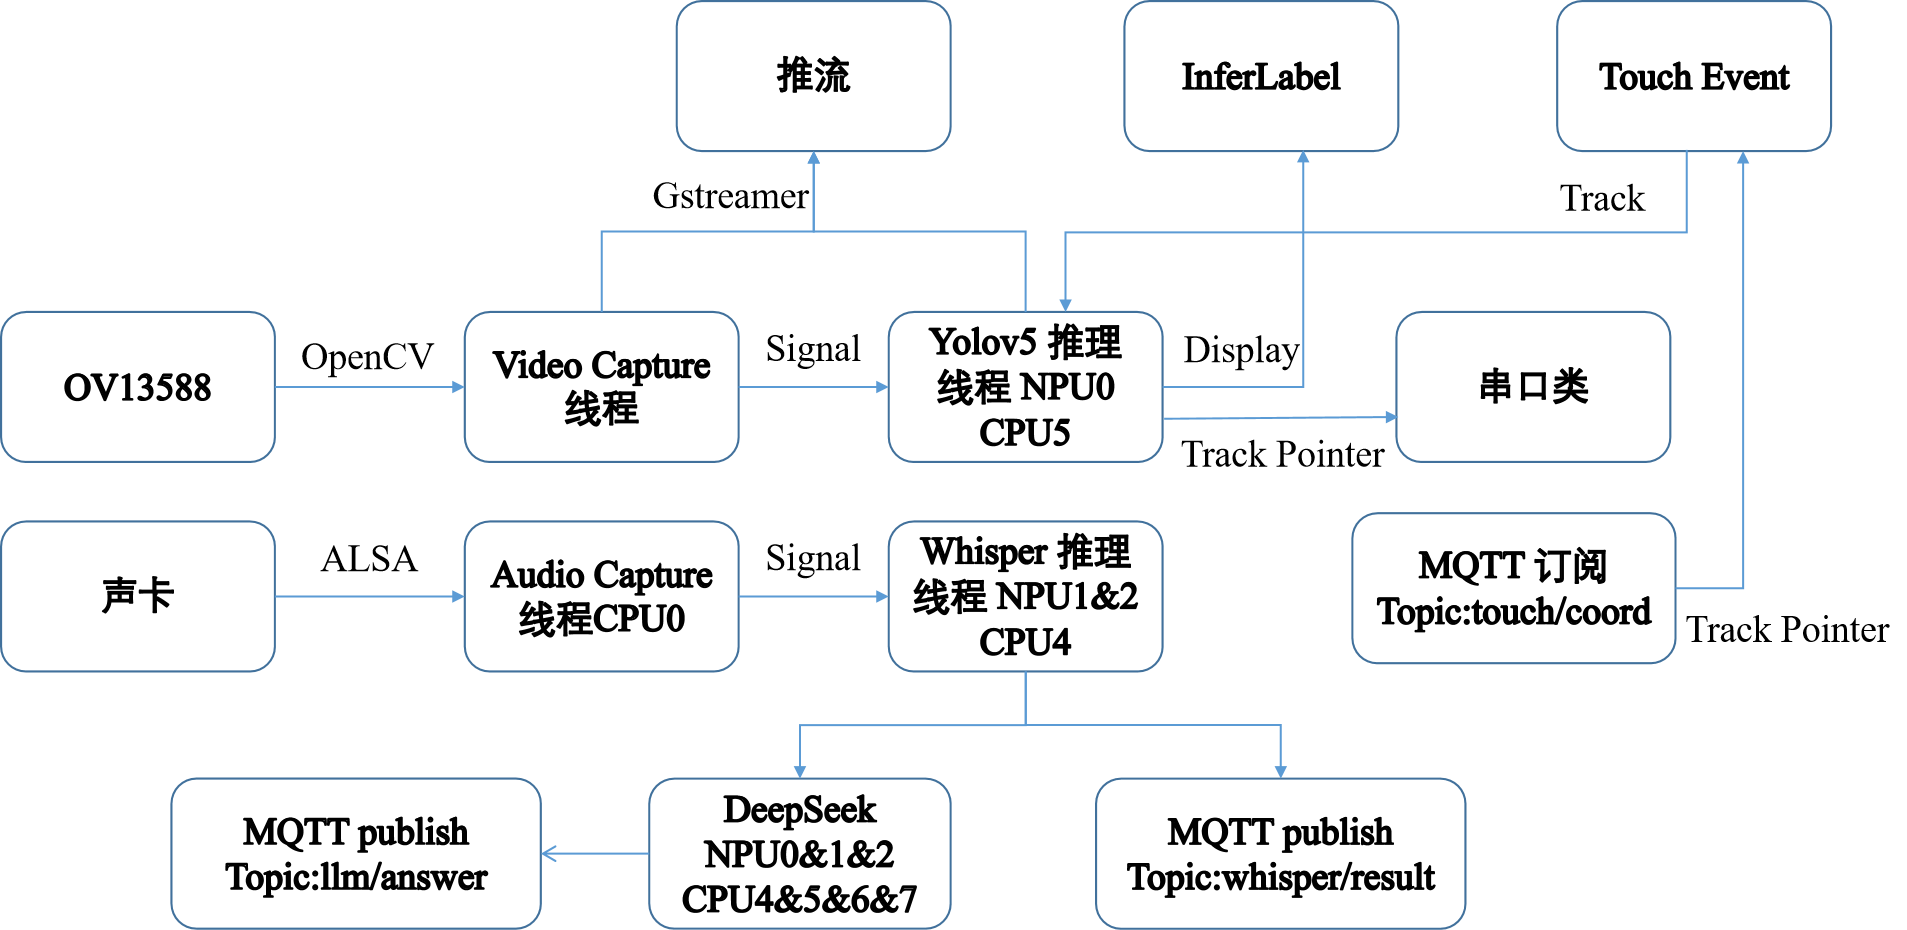 推流
InferLabel
Touch Event
Gstreamer
Track
OV13588
OpenCV
Video Capture
线程
Signal
Yolov5 推理
线程 NPU0
CPU5
Display
Track Pointer
串口类
声卡
ALSA
Audio Capture
线程CPU0
Signal
Whisper 推理
线程 NPU1&2
CPU4
MQTT 订阅
Topic:touch/coord
Track Pointer
MQTT publish
Topic:llm/answer
DeepSeek
NPU0&1&2
CPU4&5&6&7
MQTT publish
Topic:whisper/result